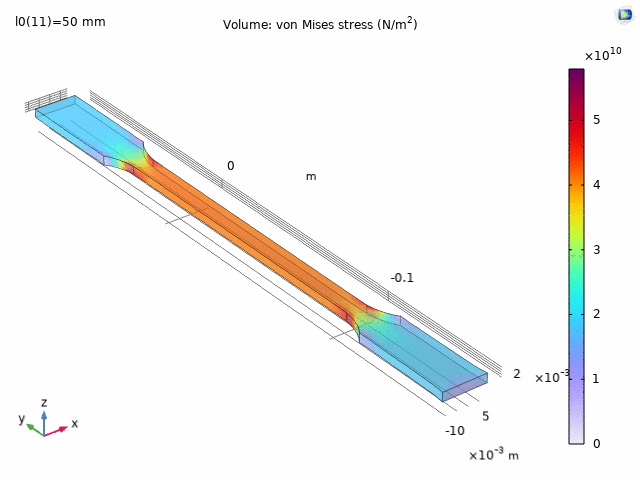 l0(11)=50 mm
Volume: von Mises stress (N/m²)
×10¹⁰
5
4
3
2
1
0
0
m
-0.1
2
×10⁻³
5
-10
×10⁻³ m
z
y
x